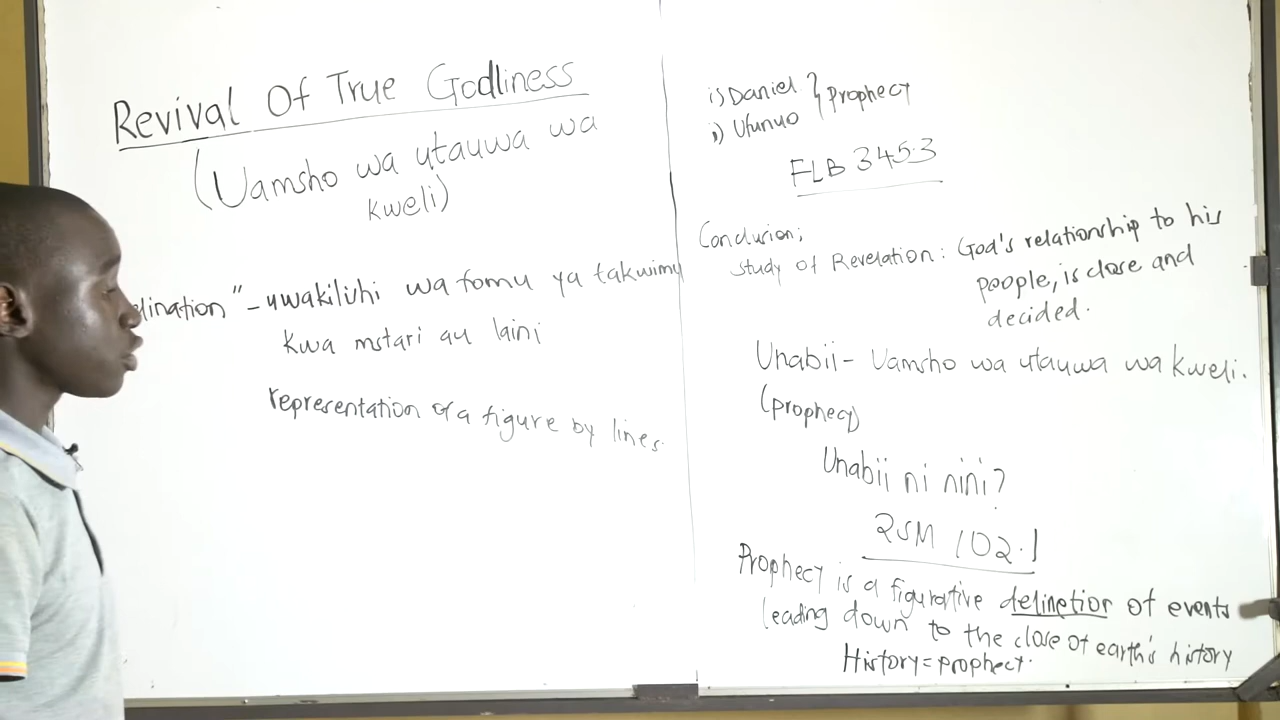 Revival Of True Godliness
(Uamsho wa utauwa wa
kweli)
elination" - uwakilishi wa fomu ya takwimu
kwa mstari au laini
representation of a figure by lines.
i) Daniel } Prophecy
ii) Ufunuo
FLB 345.3
Conclusion;
study of Revelation: God's relationship to his
people, is close and
decided.
Unabii - Uamsho wa utauwa wa kweli.
(prophecy)
Unabii ni nini?
2SM 102.1
Prophecy is a figurative delinetion of events
leading down to the close of earth's history
History = prophecy.